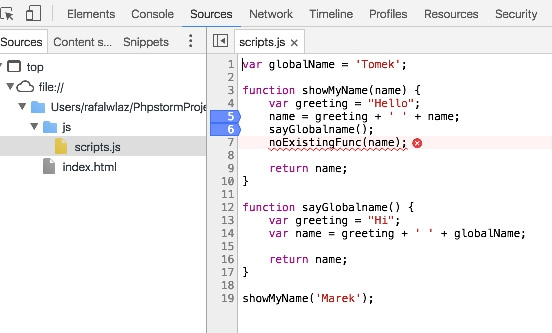 Elements Console Sources Network Timeline Profiles Resources Security
Sources Content s... Snippets
scripts.js ×
top
file://
Users/rafalwlaz/PhpstormProje
js
scripts.js
index.html
1 var globalName = 'Tomek';
2
3 function showMyName(name) {
4 var greeting = "Hello";
5 name = greeting + ' ' + name;
6 sayGlobalname();
7 noExistingFunc(name);
8
9 return name;
10 }
11
12 function sayGlobalname() {
13 var greeting = "Hi";
14 var name = greeting + ' ' + globalName;
15
16 return name;
17 }
18
19 showMyName('Marek');